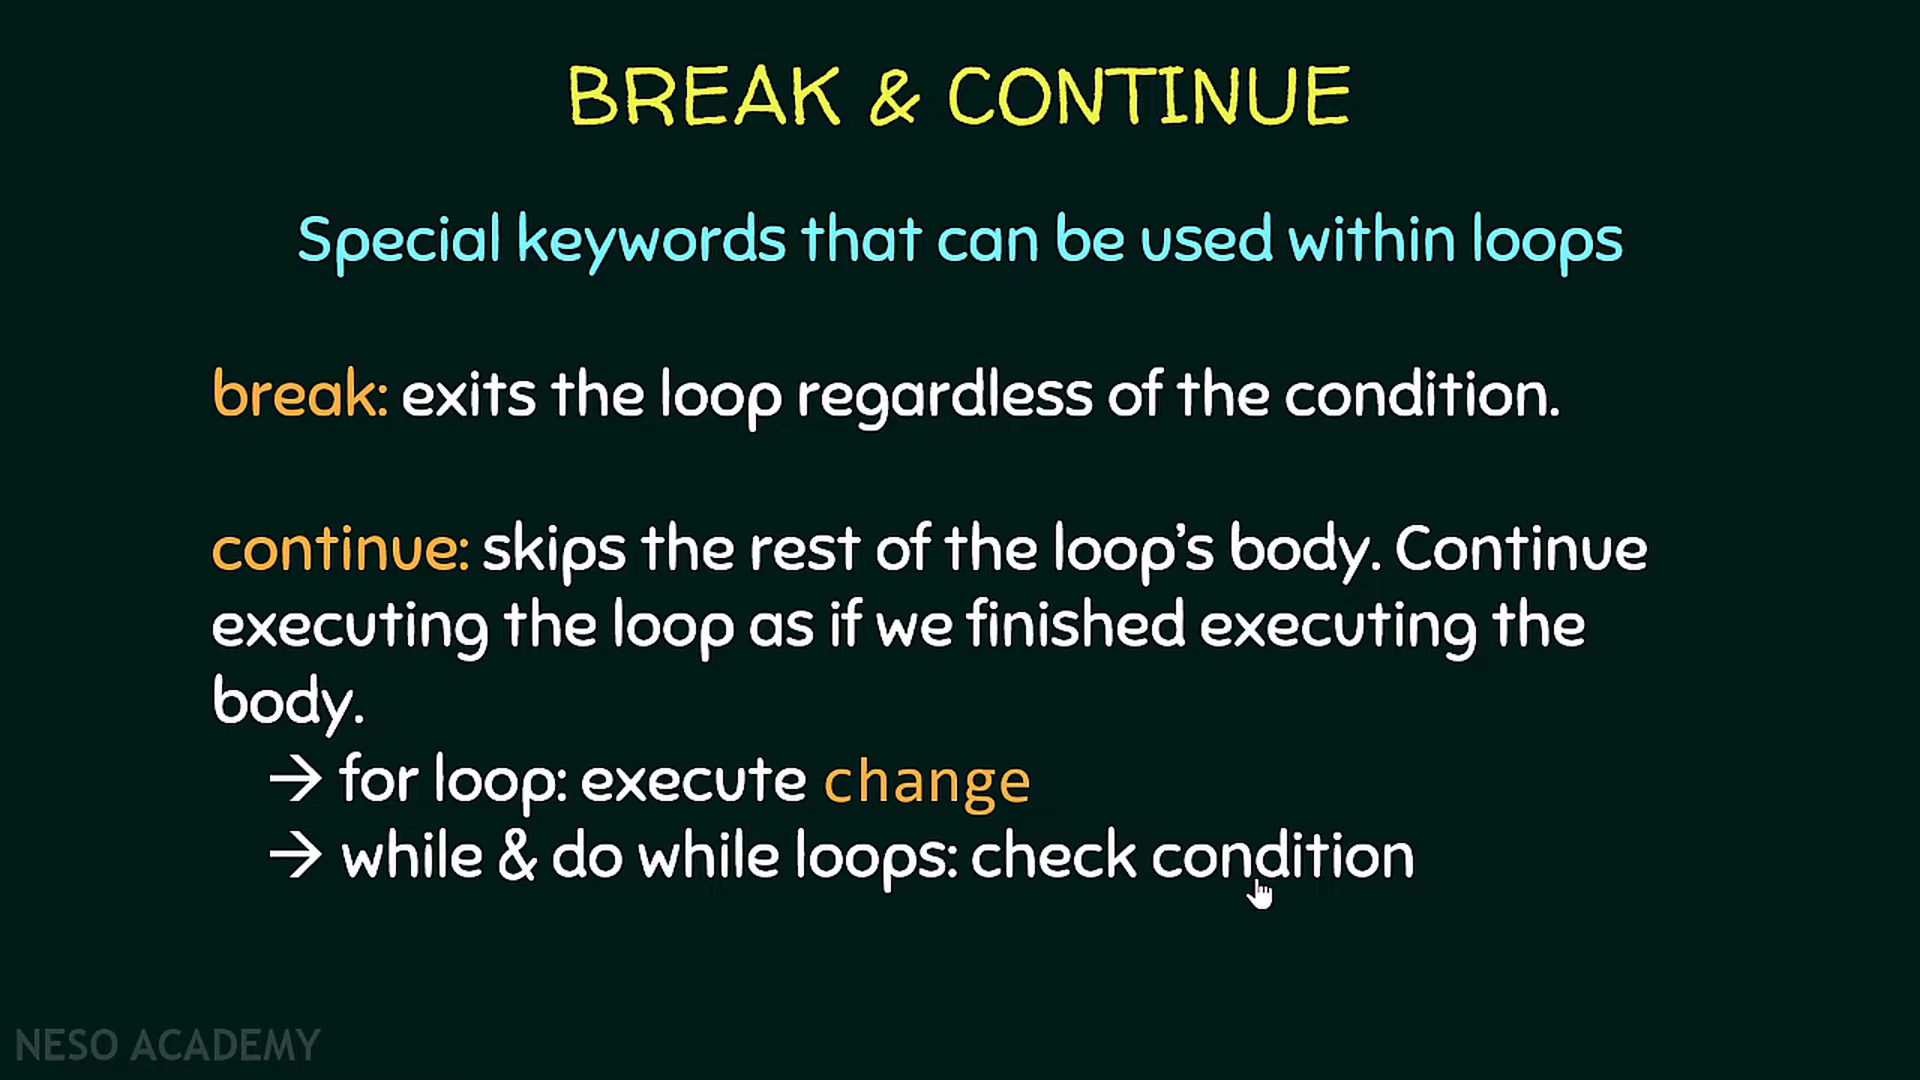 BREAK & CONTINUE
Special keywords that can be used within loops
break: exits the loop regardless of the condition.
continue: skips the rest of the loop's body. Continue
executing the loop as if we finished executing the
body.
→ for loop: execute change
→ while & do while loops: check condition
NESO ACADEMY